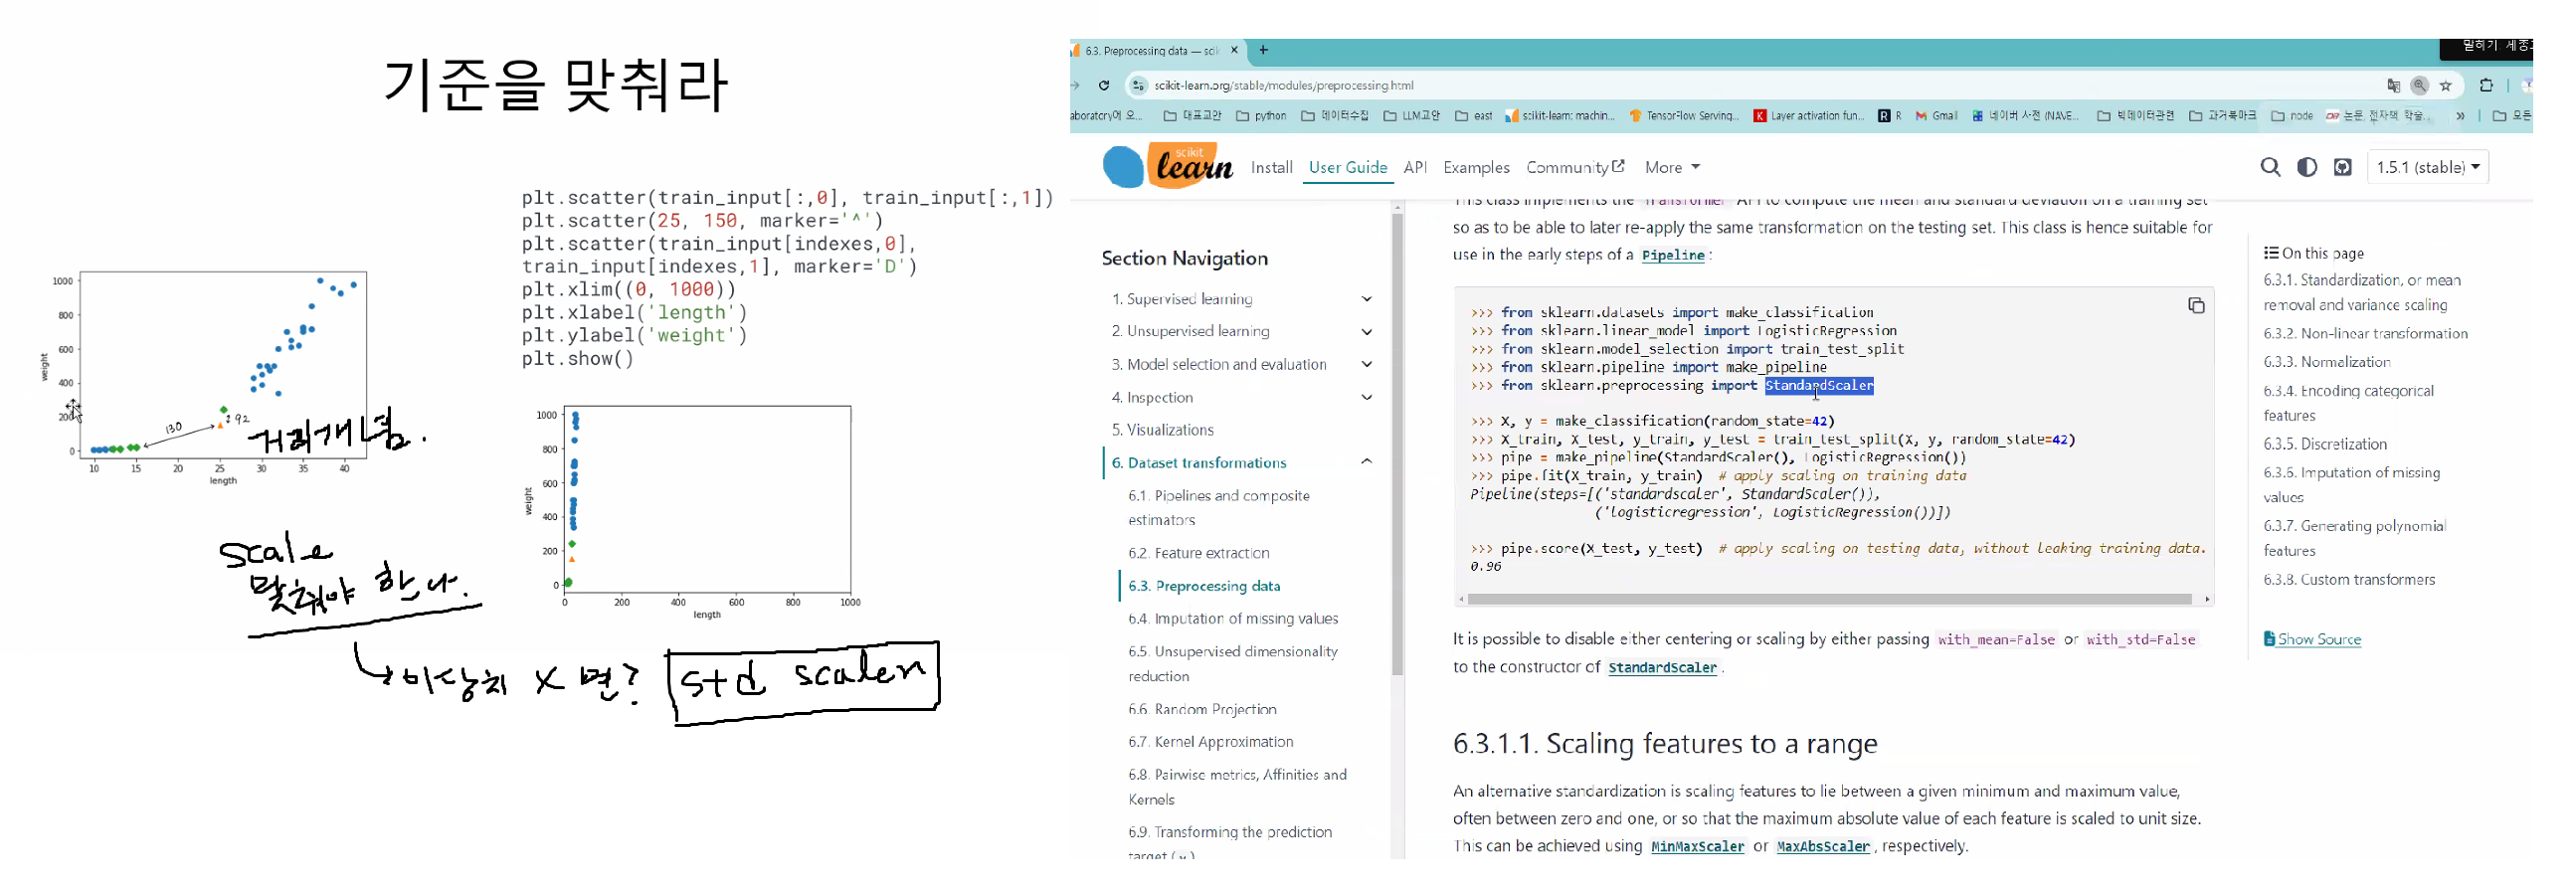 기준을 맞춰라
plt.scatter(train_input[:,0], train_input[:,1])
plt.scatter(25, 150, marker='^')
plt.scatter(train_input[indexes,0],
train_input[indexes,1], marker='D')
plt.xlim((0, 1000))
plt.xlabel('length')
plt.ylabel('weight')
plt.show()
1000
800
600
400
200
0
weight
10 15 20 25 30 35 40
length
130
92
거리개념.
1000
800
600
400
200
0
weight
0 200 400 600 800 1000
length
scale
맞춰야 한다.
이상치 X 면? std scaler
6.3. Preprocessing data — sci
scikit-learn.org/stable/modules/preprocessing.html
aboratory에 오... 대표교안 python 데이터수집 LLM교안 east scikit-learn: machin... TensorFlow Serving... Layer activation fun... R Gmail 네이버 사전 (NAVE... 빅데이터관련 과거북마크 node 논문, 전자책 학술... » 모든
scikit
learn
Install User Guide API Examples Community More 1.5.1 (stable)
Section Navigation
1. Supervised learning
2. Unsupervised learning
3. Model selection and evaluation
4. Inspection
5. Visualizations
6. Dataset transformations
6.1. Pipelines and composite
estimators
6.2. Feature extraction
6.3. Preprocessing data
6.4. Imputation of missing values
6.5. Unsupervised dimensionality
reduction
6.6. Random Projection
6.7. Kernel Approximation
6.8. Pairwise metrics, Affinities and
Kernels
6.9. Transforming the prediction
target (y)
This class implements the Transformer API to compute the mean and standard deviation on a training set
so as to be able to later re-apply the same transformation on the testing set. This class is hence suitable for
use in the early steps of a Pipeline:
>>> from sklearn.datasets import make_classification
>>> from sklearn.linear_model import LogisticRegression
>>> from sklearn.model_selection import train_test_split
>>> from sklearn.pipeline import make_pipeline
>>> from sklearn.preprocessing import StandardScaler
>>> X, y = make_classification(random_state=42)
>>> X_train, X_test, y_train, y_test = train_test_split(X, y, random_state=42)
>>> pipe = make_pipeline(StandardScaler(), LogisticRegression())
>>> pipe.fit(X_train, y_train)  # apply scaling on training data
Pipeline(steps=[('standardscaler', StandardScaler()),
('logisticregression', LogisticRegression())])
>>> pipe.score(X_test, y_test)  # apply scaling on testing data, without leaking training data.
0.96
It is possible to disable either centering or scaling by either passing with_mean=False or with_std=False
to the constructor of StandardScaler.
6.3.1.1. Scaling features to a range
An alternative standardization is scaling features to lie between a given minimum and maximum value,
often between zero and one, or so that the maximum absolute value of each feature is scaled to unit size.
This can be achieved using MinMaxScaler or MaxAbsScaler, respectively.
On this page
6.3.1. Standardization, or mean
removal and variance scaling
6.3.2. Non-linear transformation
6.3.3. Normalization
6.3.4. Encoding categorical
features
6.3.5. Discretization
6.3.6. Imputation of missing
values
6.3.7. Generating polynomial
features
6.3.8. Custom transformers
Show Source